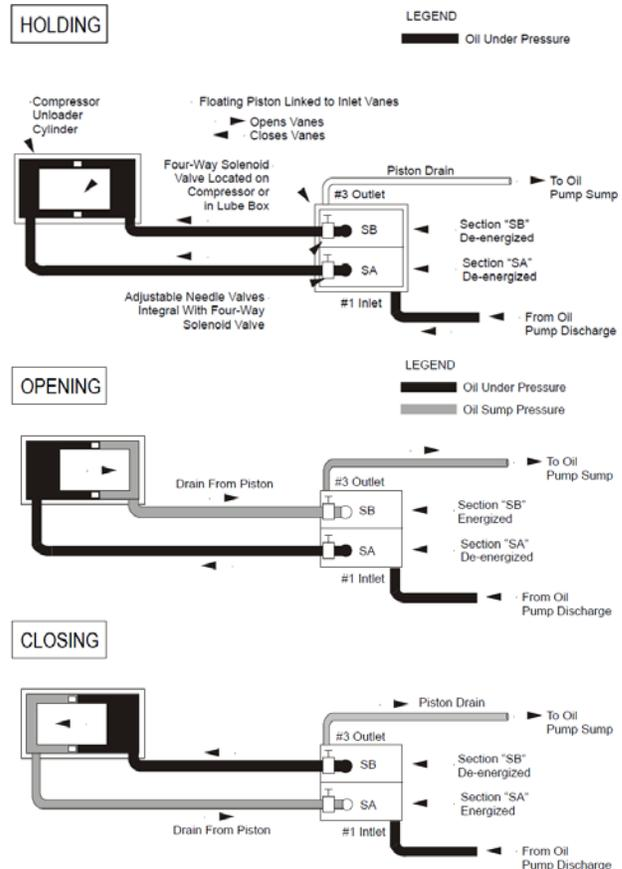 HOLDING
LEGEND
Oil Under Pressure
Compressor
Unloader
Cylinder
Floating Piston Linked to Inlet Vanes
Opens Vanes
Closes Vanes
Four-Way Solenoid
Valve Located on
Compressor or
in Lube Box
Piston Drain
#3 Outlet
To Oil
Pump Sump
SB
Section "SB"
De-energized
SA
Section "SA"
De-energized
Adjustable Needle Valves
Integral With Four-Way
Solenoid Valve
#1 Inlet
From Oil
Pump Discharge
OPENING
LEGEND
Oil Under Pressure
Oil Sump Pressure
Drain From Piston
#3 Outlet
To Oil
Pump Sump
SB
Section "SB"
Energized
SA
Section "SA"
De-energized
#1 Intlet
From Oil
Pump Discharge
CLOSING
Piston Drain
#3 Outlet
To Oil
Pump Sump
SB
Section "SB"
De-energized
SA
Section "SA"
Energized
Drain From Piston
#1 Intlet
From Oil
Pump Discharge